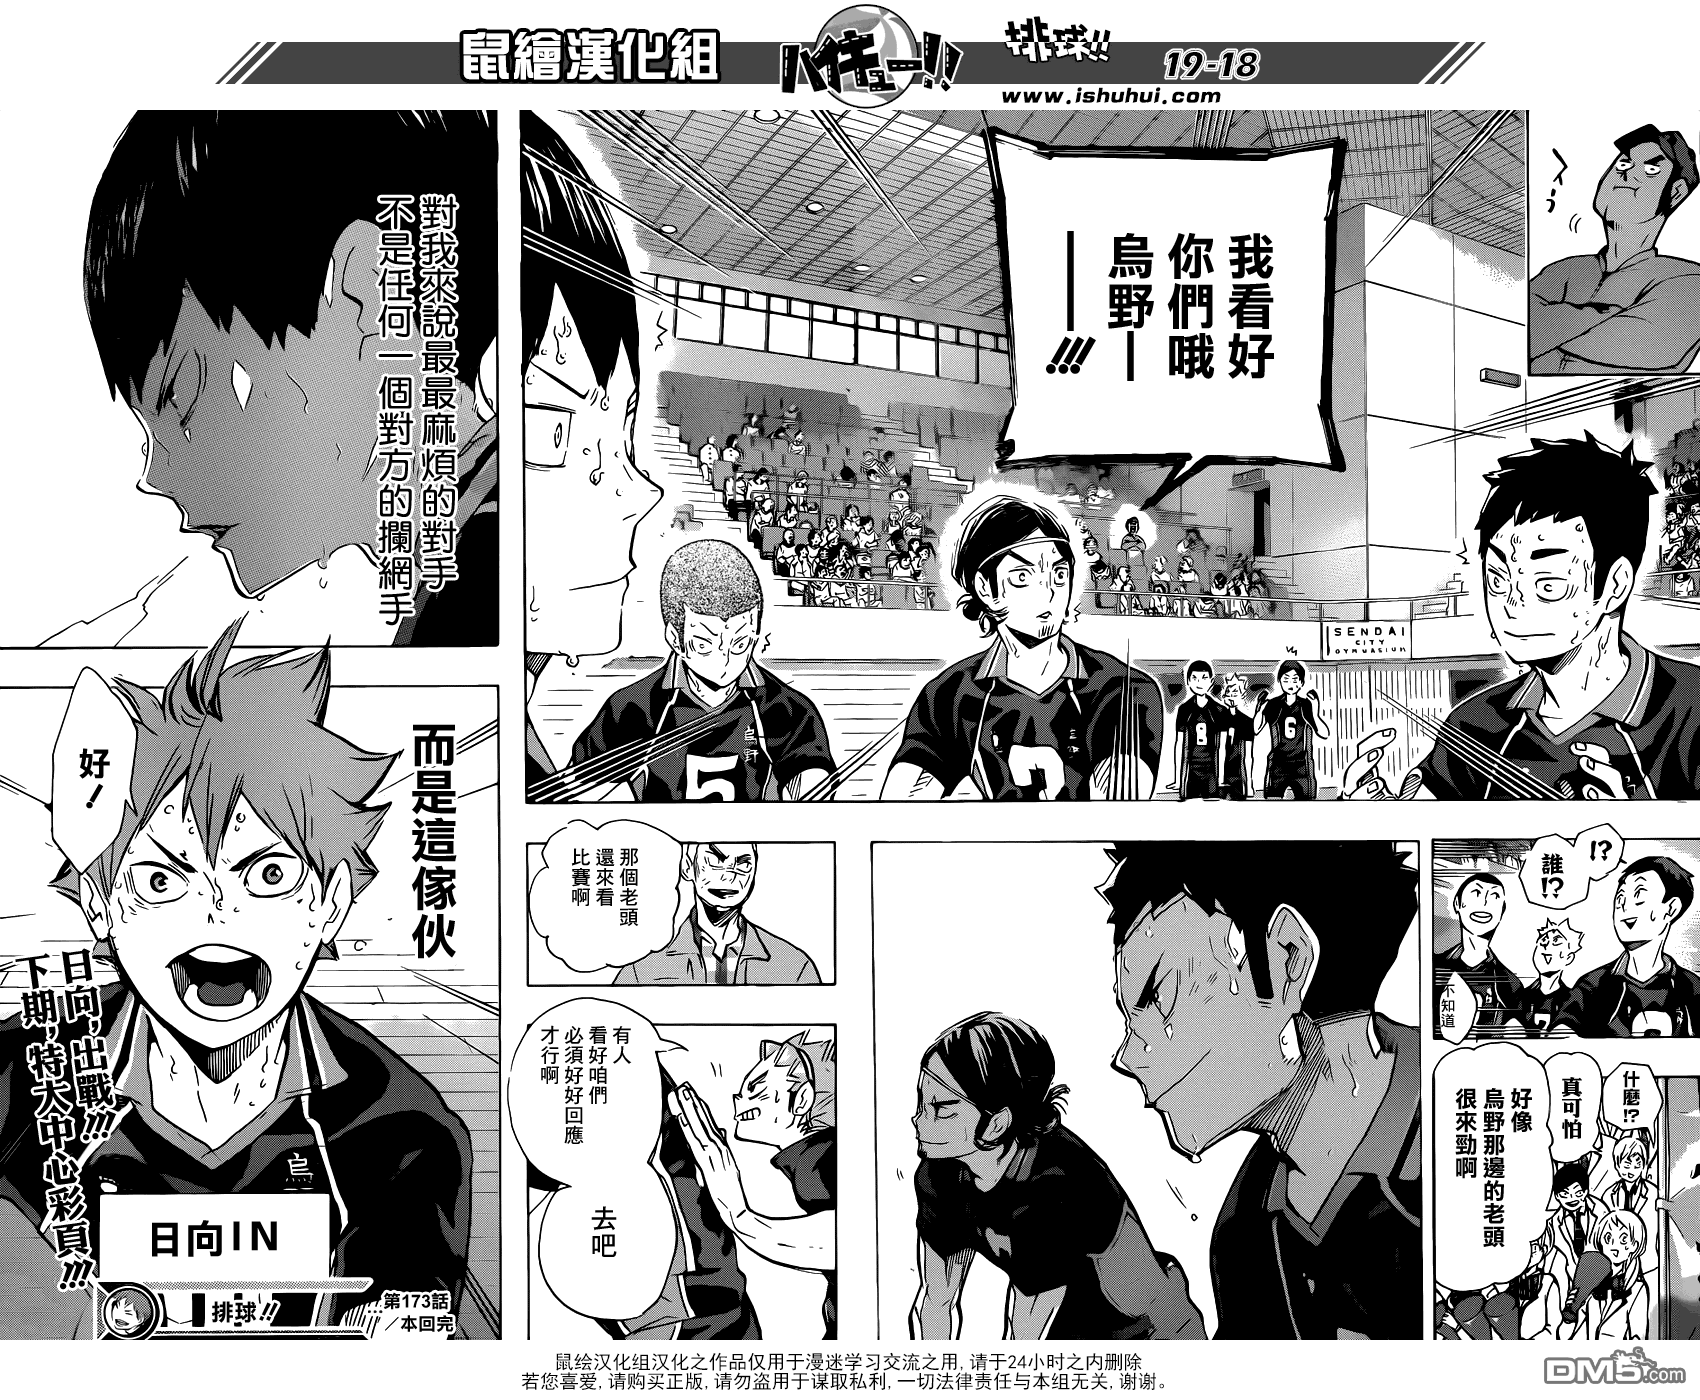 鼠繪漢化組
ハイキュー!!
排球!!
19-18
www.ishuhui.com
我看好
你們哦
烏野—
——!!!
SENDAI
CITY
GYMNASIUM
烏野
5
8
6
!?
誰!?
不知道
什麼!?
真可怕
好像
烏野那邊的老頭
很來勁啊
那個老頭
還來看
比賽啊
有人
看好咱們
必須好好回應
才行啊
去吧
對我來說最最麻煩的對手
不是任何一個對方的攔網手
而是這傢伙
好!
烏
日向IN
日向,出戰!!!
下期,特大中心彩頁!!!
排球!!
第173話
／本回完
鼠绘汉化组汉化之作品仅用于漫迷学习交流之用,请于24小时之内删除
若您喜爱,请购买正版,请勿盗用于谋取私利,一切法律责任与本组无关,谢谢。
DM5.com